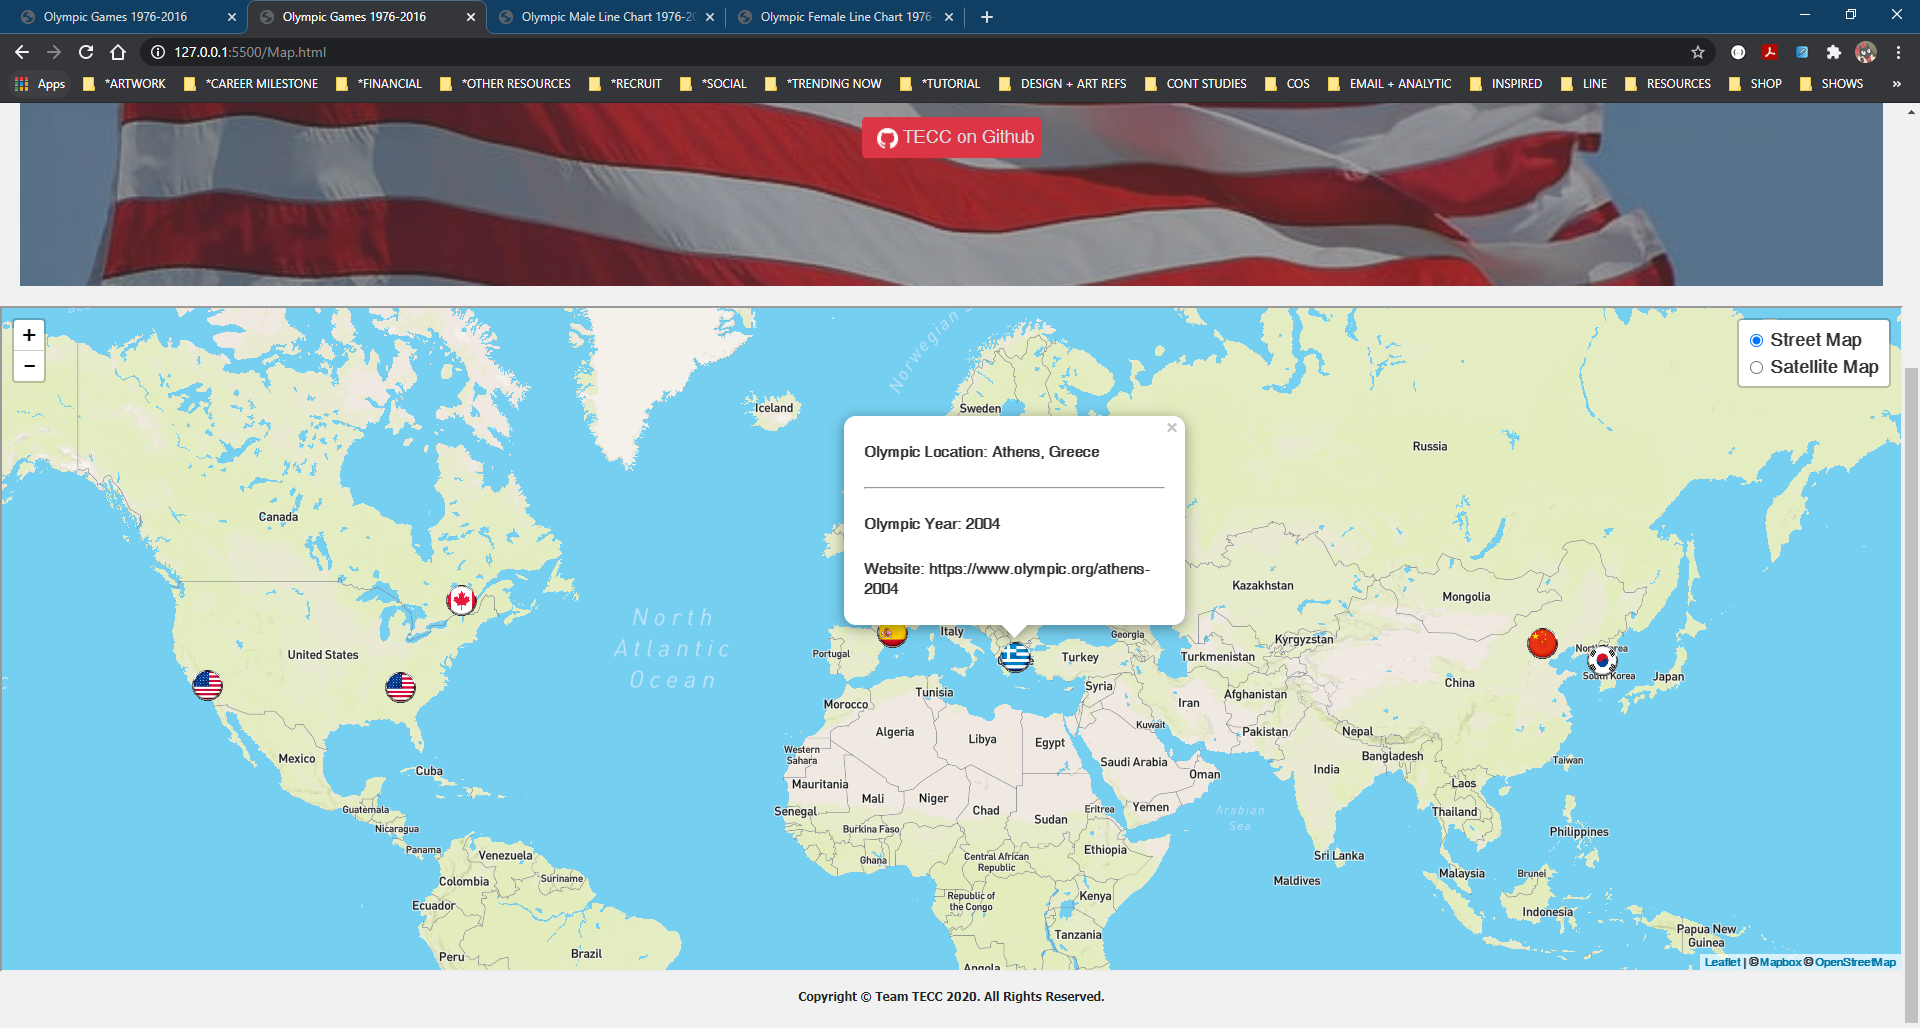 Olympic Games 1976-2016
Olympic Games 1976-2016
Olympic Male Line Chart 1976-20
Olympic Female Line Chart 1976-
127.0.0.1:5500/Map.html
Apps
*ARTWORK
*CAREER MILESTONE
*FINANCIAL
*OTHER RESOURCES
*RECRUIT
*SOCIAL
*TRENDING NOW
*TUTORIAL
DESIGN + ART REFS
CONT STUDIES
COS
EMAIL + ANALYTIC
INSPIRED
LINE
RESOURCES
SHOP
SHOWS
TECC on Github
+
−
Norwegian S
Street Map
Satellite Map
Iceland
Sweden
Russia
Olympic Location: Athens, Greece
Olympic Year: 2004
Website: https://www.olympic.org/athens-
2004
Canada
Kazakhstan
Mongolia
North
Atlantic
Ocean
United States
Portugal
Italy
Georgia
Turkey
Kyrgyzstan
Turkmenistan
North Korea
South Korea
Japan
China
Syria
Afghanistan
Iran
Tunisia
Morocco
Kuwait
Pakistan
Nepal
Algeria
Libya
Egypt
Western
Sahara
Mexico
Saudi Arabia
Oman
Bangladesh
Taiwan
India
Cuba
Mauritania
Mali
Niger
Chad
Laos
Senegal
Eritrea
Yemen
Arabian
Sea
Thailand
Guatemala
Sudan
Burkina Faso
Nicaragua
Philippines
Panama
Venezuela
Ghana
Central African
Republic
Ethiopia
Sri Lanka
Malaysia
Brunei
Colombia
Suriname
Maldives
Republic of
the Congo
Kenya
Ecuador
Indonesia
Tanzania
Papua New
Guinea
Peru
Brazil
Angola
Leaflet | © Mapbox © OpenStreetMap
Copyright © Team TECC 2020. All Rights Reserved.